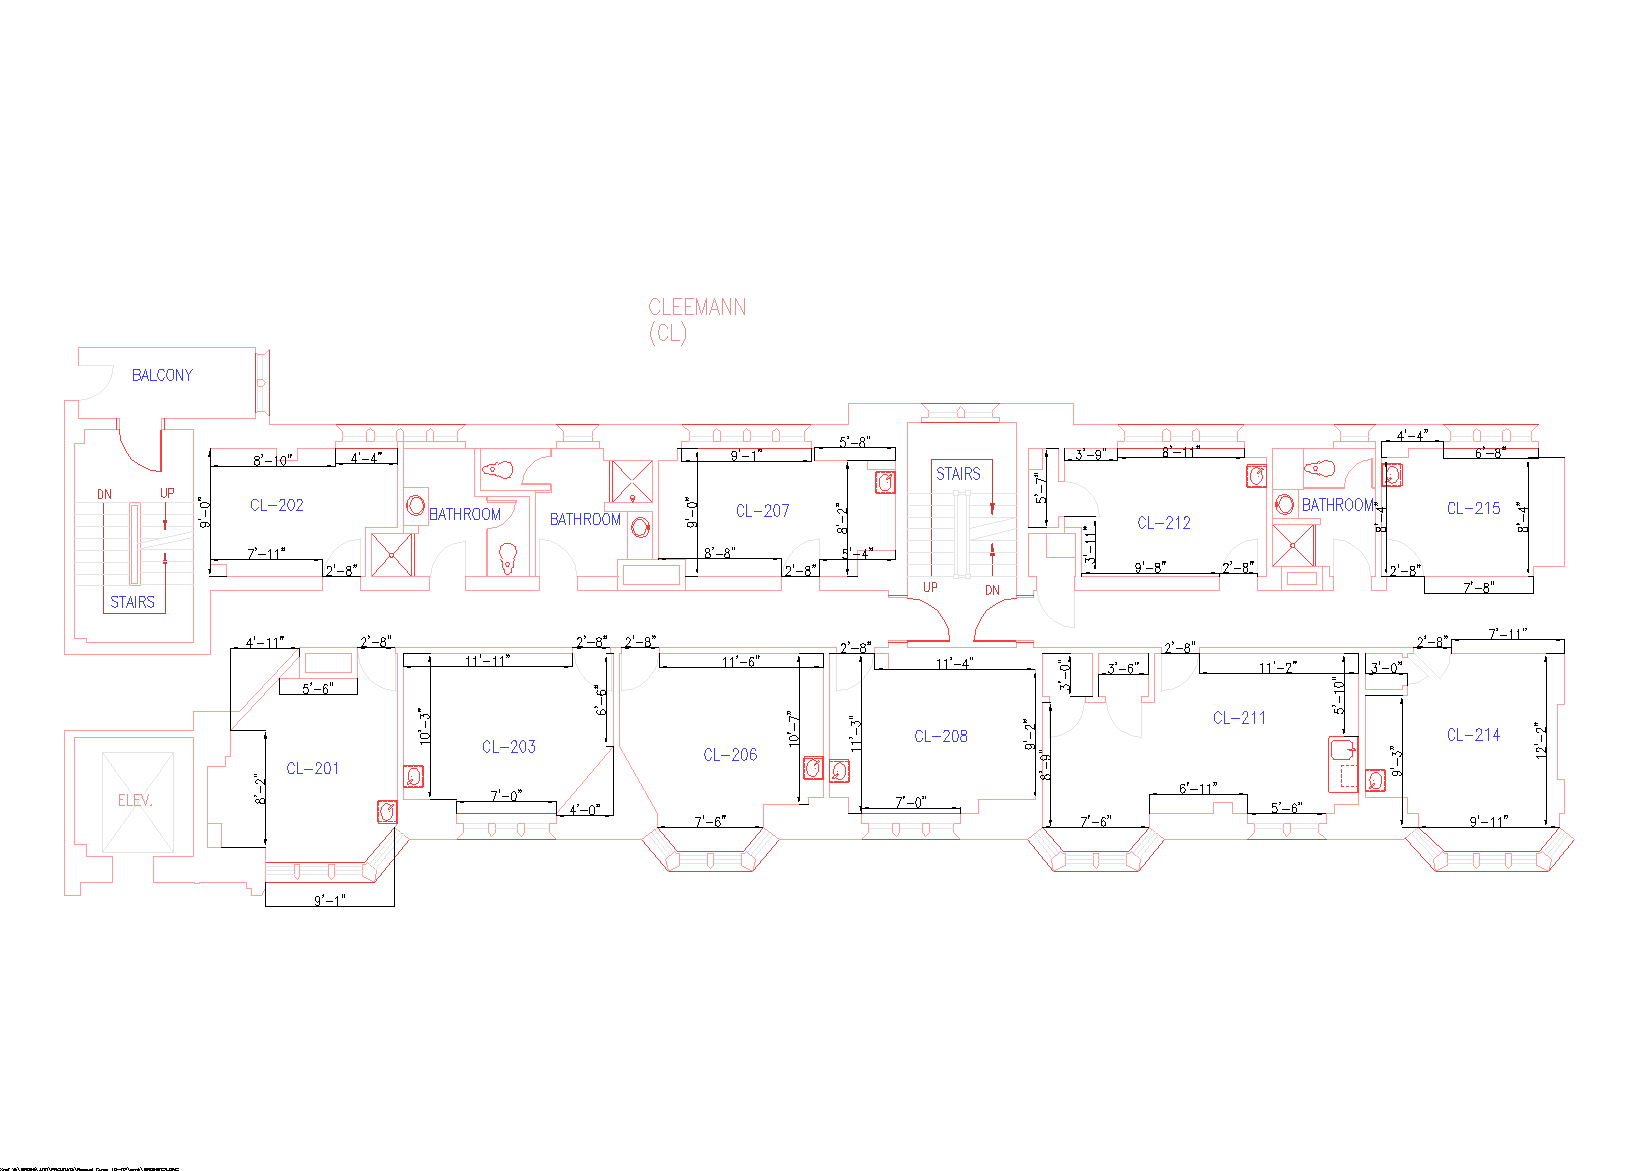 CLEEMANN
(CL)
BALCONY
5'-8"
4'-4"
8'-10"
4'-4"
9'-1"
3'-9"
8'-11"
6'-8"
STAIRS
DN
UP
CL-202
9'-0"
BATHROOM
BATHROOM
9'-0"
CL-207
8'-2"
5'-7"
CL-212
BATHROOM
8'-4"
CL-215
8'-4"
7'-11"
2'-8"
8'-8"
2'-8"
5'-4"
3'-11"
9'-8"
2'-8"
2'-8"
7'-8"
STAIRS
UP
DN
4'-11"
2'-8"
2'-8"
2'-8"
2'-8"
2'-8"
2'-8"
7'-11"
5'-6"
11'-11"
11'-6"
11'-4"
3'-0"
3'-6"
11'-2"
3'-0"
10'-3"
6'-6"
10'-7"
11'-3"
9'-2"
5'-10"
CL-201
CL-203
CL-206
CL-208
CL-211
CL-214
8'-2"
8'-9"
9'-3"
12'-2"
ELEV.
7'-0"
4'-0"
7'-6"
7'-0"
7'-6"
6'-11"
5'-6"
9'-11"
9'-1"